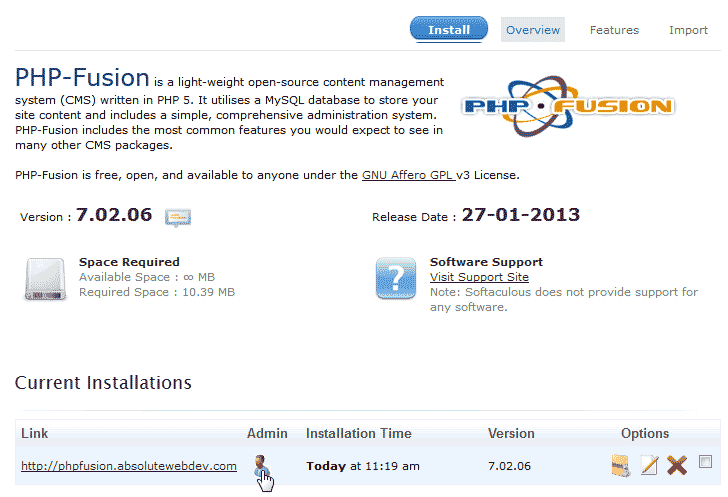 Install Overview Features Import
PHP-Fusion is a light-weight open-source content management
system (CMS) written in PHP 5. It utilises a MySQL database to store your
site content and includes a simple, comprehensive administration system.
PHP-Fusion includes the most common features you would expect to see in
many other CMS packages.
PHP FUSION
PHP-Fusion is free, open, and available to anyone under the GNU Affero GPL v3 License.
Version : 7.02.06 Release Date : 27-01-2013
Space Required
Available Space : ∞ MB
Required Space : 10.39 MB
Software Support
Visit Support Site
Note: Softaculous does not provide support for
any software.
Current Installations
Link Admin Installation Time Version Options
http://phpfusion.absolutewebdev.com Today at 11:19 am 7.02.06